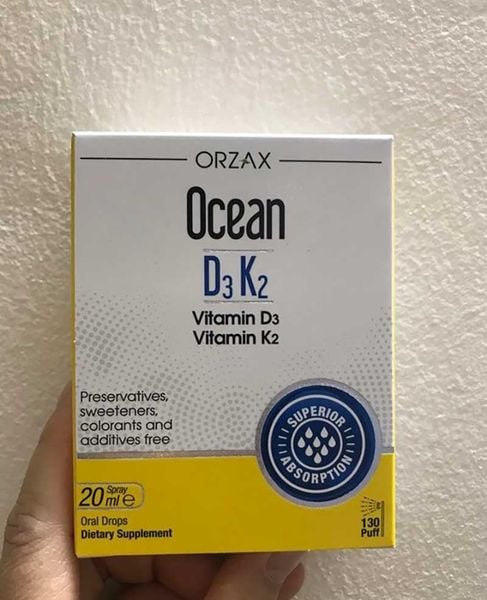 ORZAX
Ocean
D3 K2
Vitamin D3
Vitamin K2
Preservatives,
sweeteners,
colorants and
additives free
SUPERIOR
ABSORPTION
20 Spray ml e
Oral Drops
Dietary Supplement
130
Puff